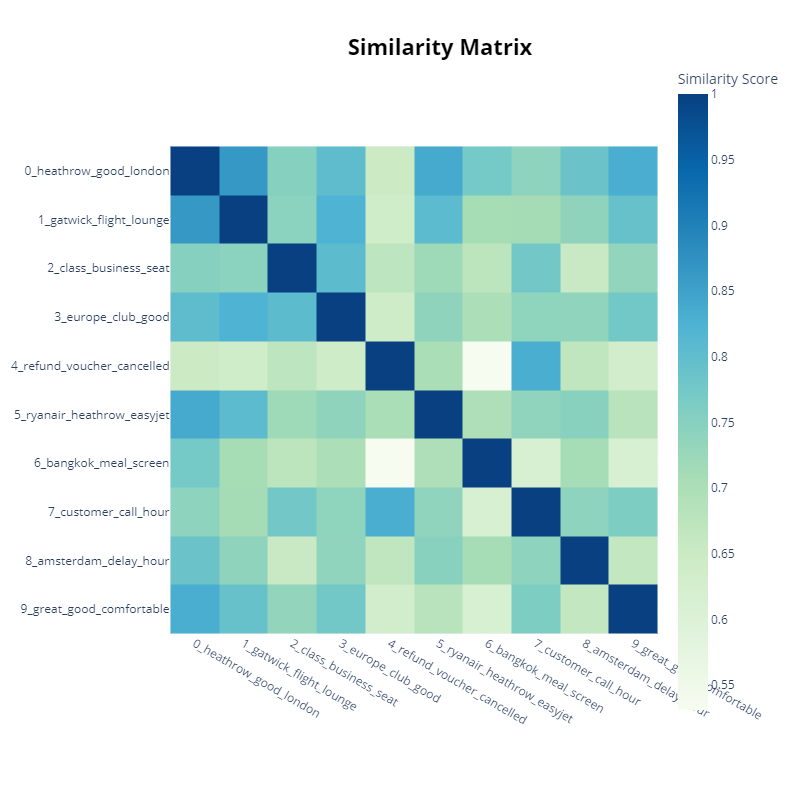 Similarity Matrix
Similarity Score
1
0.95
0.9
0.85
0.8
0.75
0.7
0.65
0.6
0.55
0_heathrow_good_london
1_gatwick_flight_lounge
2_class_business_seat
3_europe_club_good
4_refund_voucher_cancelled
5_ryanair_heathrow_easyjet
6_bangkok_meal_screen
7_customer_call_hour
8_amsterdam_delay_hour
9_great_good_comfortable
0_heathrow_good_london
1_gatwick_flight_lounge
2_class_business_seat
3_europe_club_good
4_refund_voucher_cancelled
5_ryanair_heathrow_easyjet
6_bangkok_meal_screen
7_customer_call_hour
8_amsterdam_delay_hour
9_great_good_comfortable